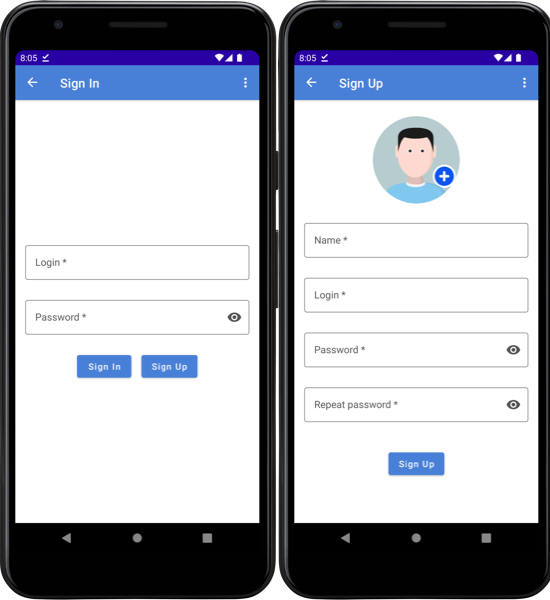 8:05
Sign In
Login *
Password *
Sign In
Sign Up
8:05
Sign Up
Name *
Login *
Password *
Repeat password *
Sign Up